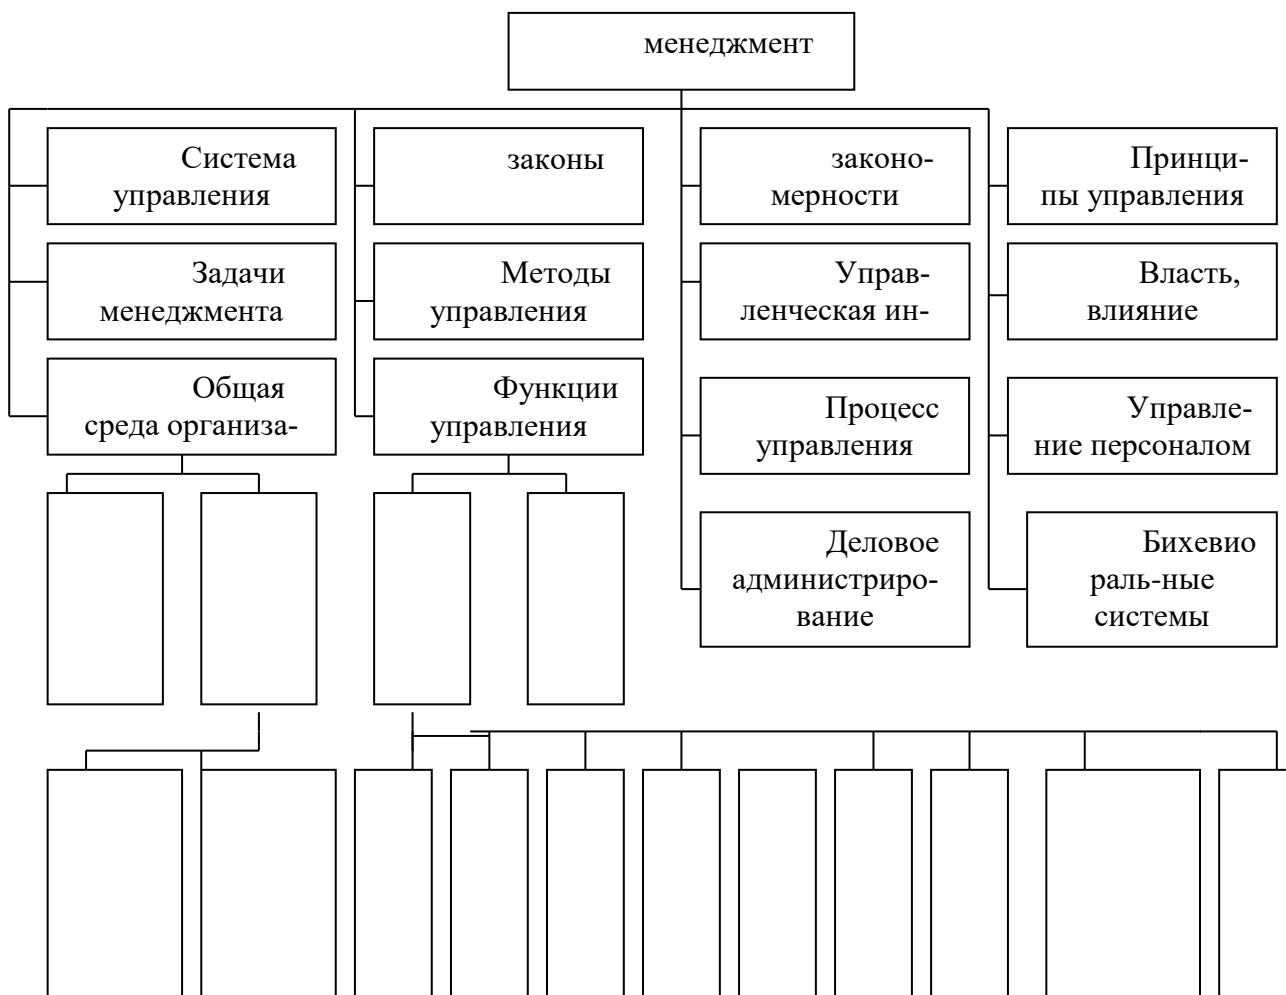 менеджмент
Система
управления
законы
законо-
мерности
Принци-
пы управления
Задачи
менеджмента
Методы
управления
Управ-
ленческая ин-
Власть,
влияние
Общая
среда организа-
Функции
управления
Процесс
управления
Управле-
ние персоналом
Деловое
администриро-
вание
Бихевио
раль-ные
системы